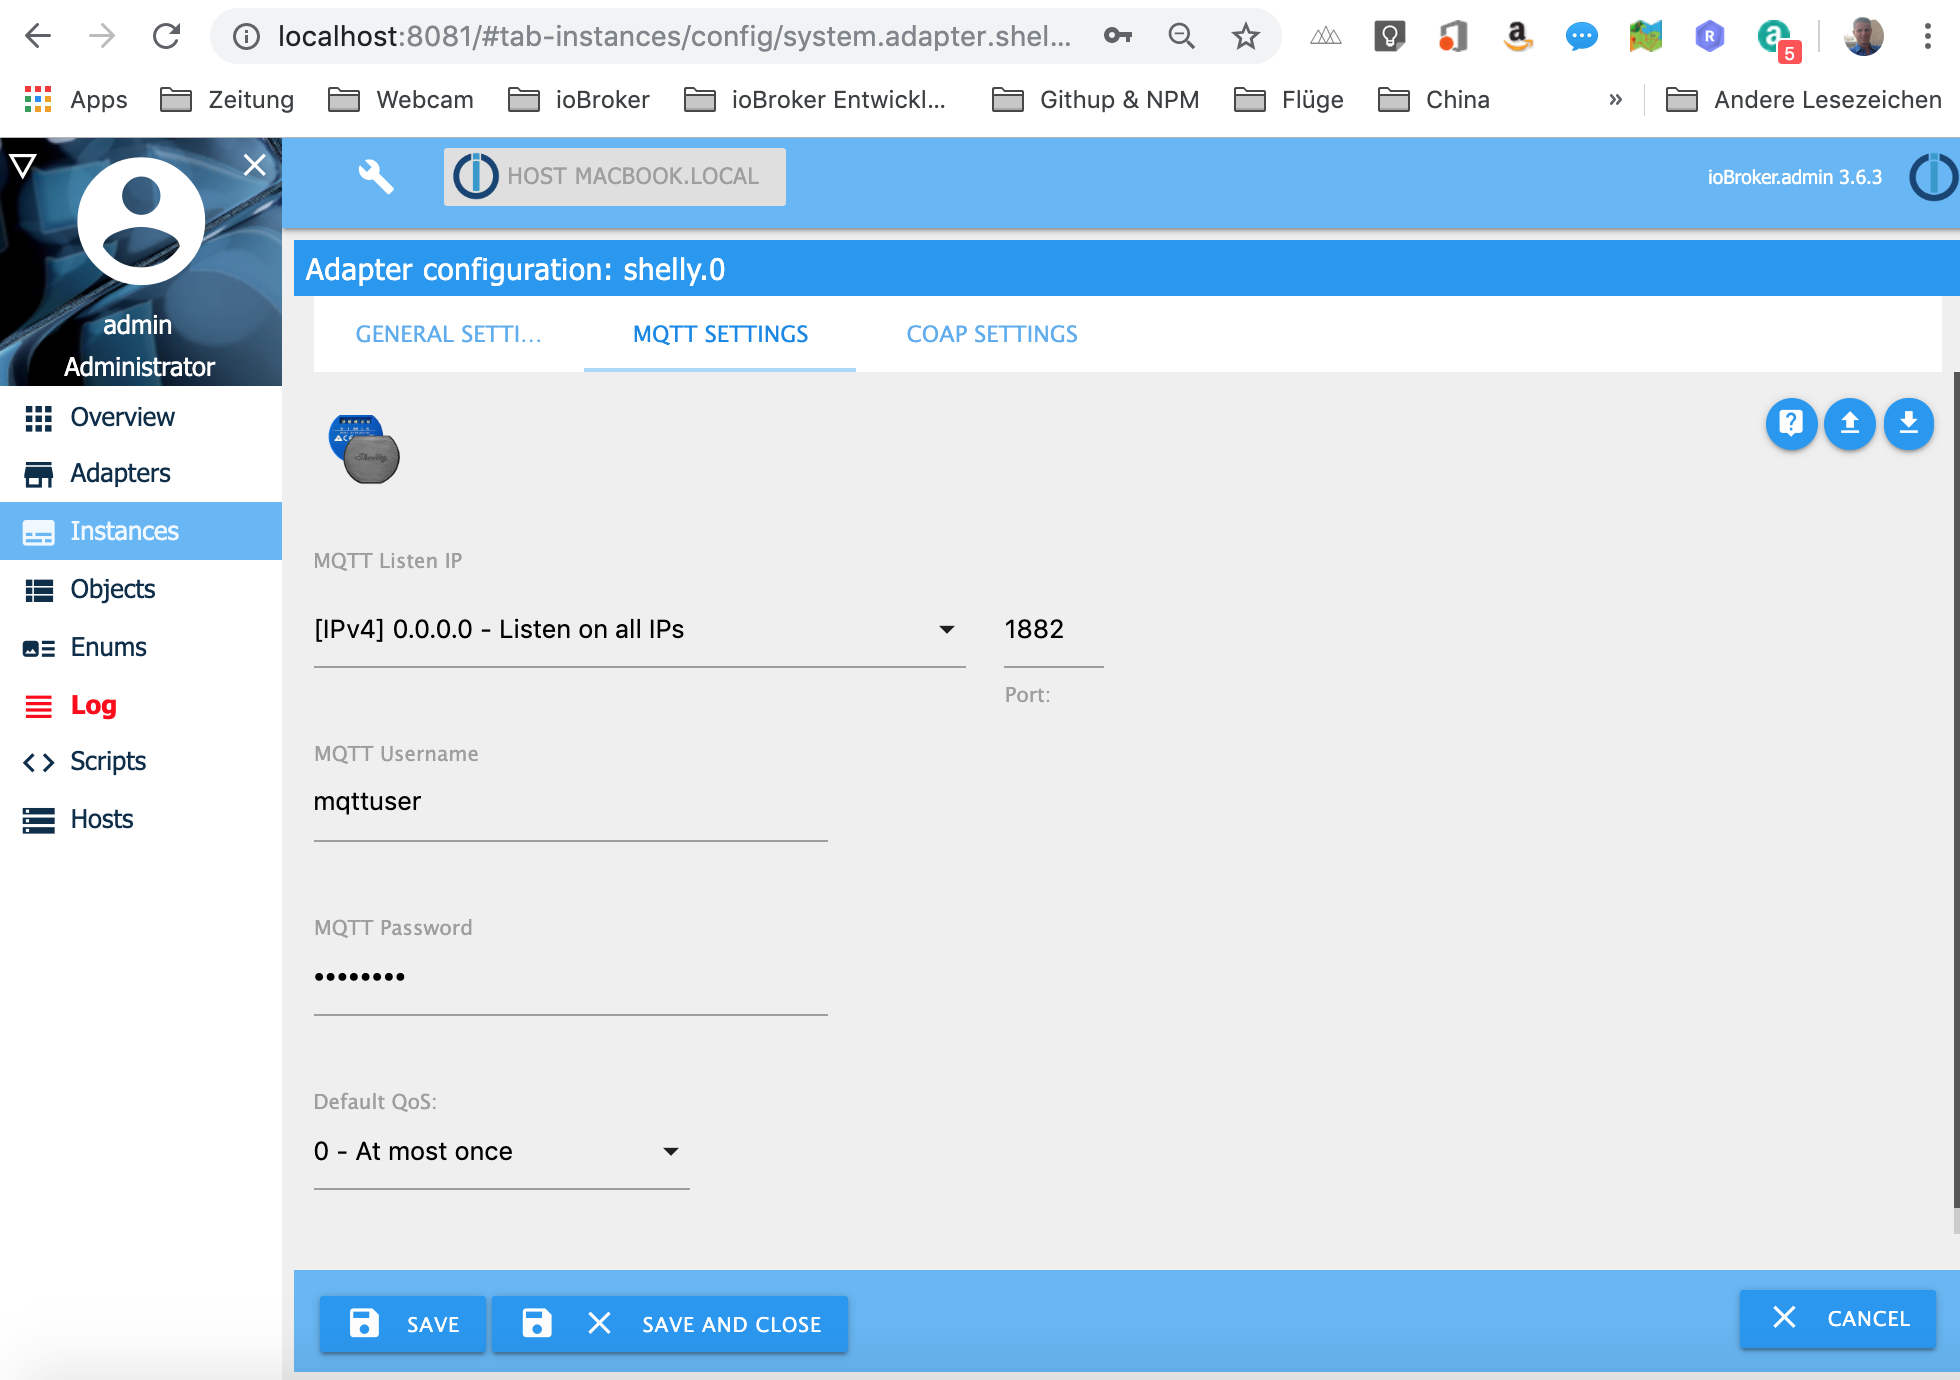 localhost:8081/#tab-instances/config/system.adapter.shel...
a
R
a
5
Apps
Zeitung
Webcam
ioBroker
ioBroker Entwickl...
Githup & NPM
Flüge
China
»
Andere Lesezeichen
HOST MACBOOK.LOCAL
ioBroker.admin 3.6.3
admin
Administrator
Adapter configuration: shelly.0
GENERAL SETTI...
MQTT SETTINGS
COAP SETTINGS
Overview
Adapters
Instances
Objects
Enums
Log
Scripts
Hosts
MQTT Listen IP
[IPv4] 0.0.0.0 - Listen on all IPs
1882
Port:
MQTT Username
mqttuser
MQTT Password
••••••••
Default QoS:
0 - At most once
SAVE
SAVE AND CLOSE
CANCEL